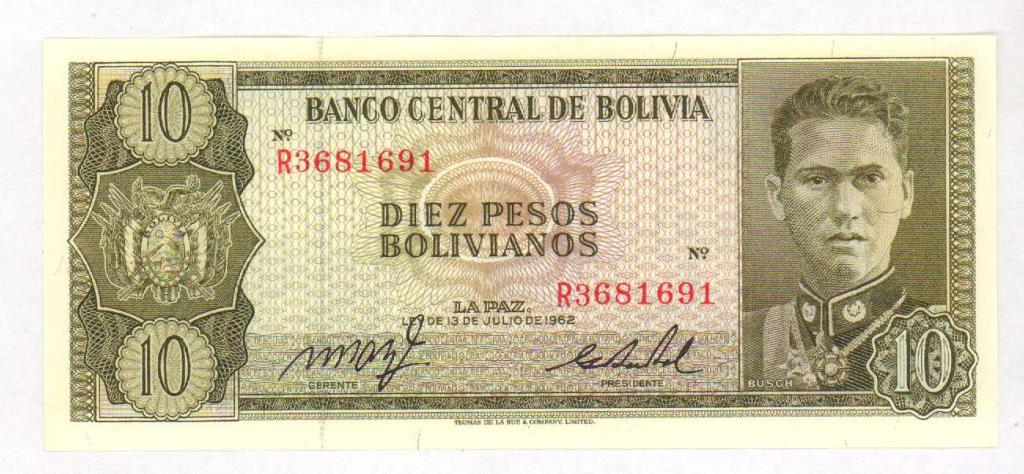 10
BANCO CENTRAL DE BOLIVIA
Nº
R3681691
DIEZ PESOS
BOLIVIANOS
Nº
R3681691
LA PAZ.
LEY DE 13 DE JULIO DE 1962
10
GERENTE
PRESIDENTE
BUSCH
10
THOMAS DE LA RUE & COMPANY, LIMITED.